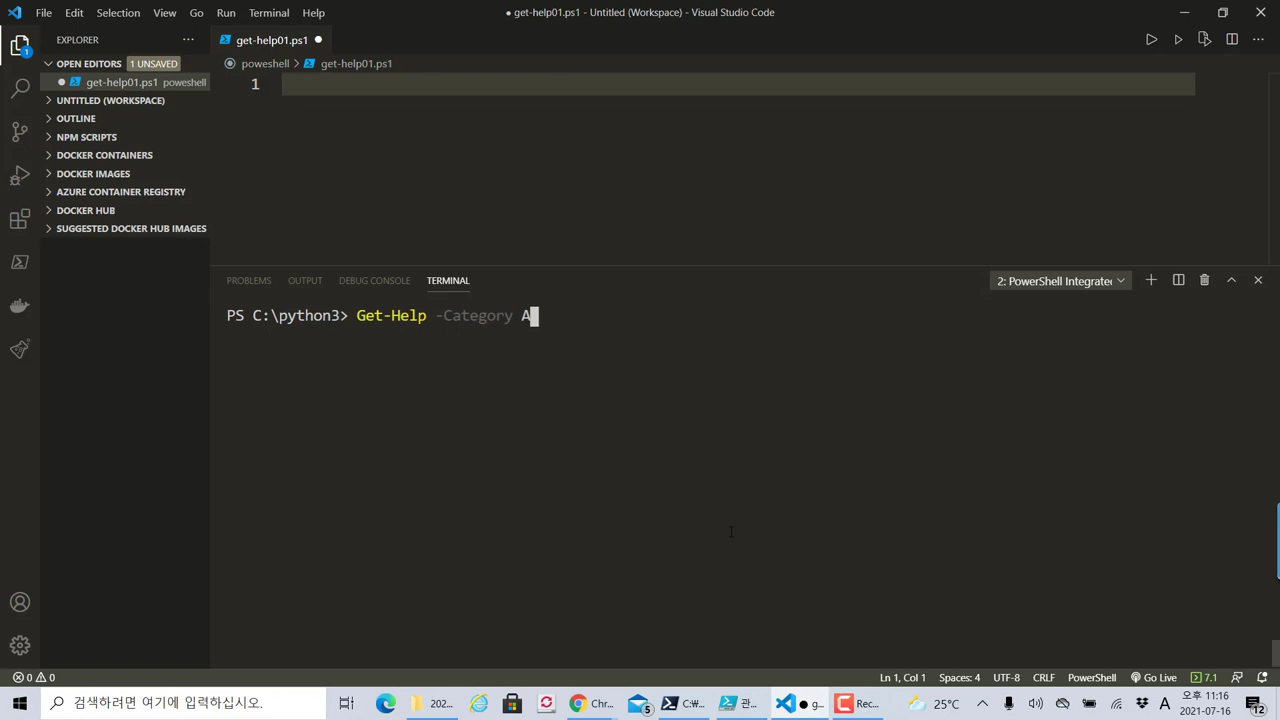 File Edit Selection View Go Run Terminal Help
● get-help01.ps1 - Untitled (Workspace) - Visual Studio Code
EXPLORER ···
get-help01.ps1 ●
OPEN EDITORS 1 UNSAVED
poweshell > get-help01.ps1
● get-help01.ps1 poweshell
1
UNTITLED (WORKSPACE)
OUTLINE
NPM SCRIPTS
DOCKER CONTAINERS
DOCKER IMAGES
AZURE CONTAINER REGISTRY
DOCKER HUB
SUGGESTED DOCKER HUB IMAGES
PROBLEMS OUTPUT DEBUG CONSOLE TERMINAL
2: PowerShell Integrated
PS C:\python3> Get-Help -Category A
1
0 0
Ln 1, Col 1 Spaces: 4 UTF-8 CRLF PowerShell Go Live 7.1
검색하려면 여기에 입력하십시오.
202... 5 Chr... C:₩... 관... g... Rec...
25°C A
오후 11:16
2021-07-16
12